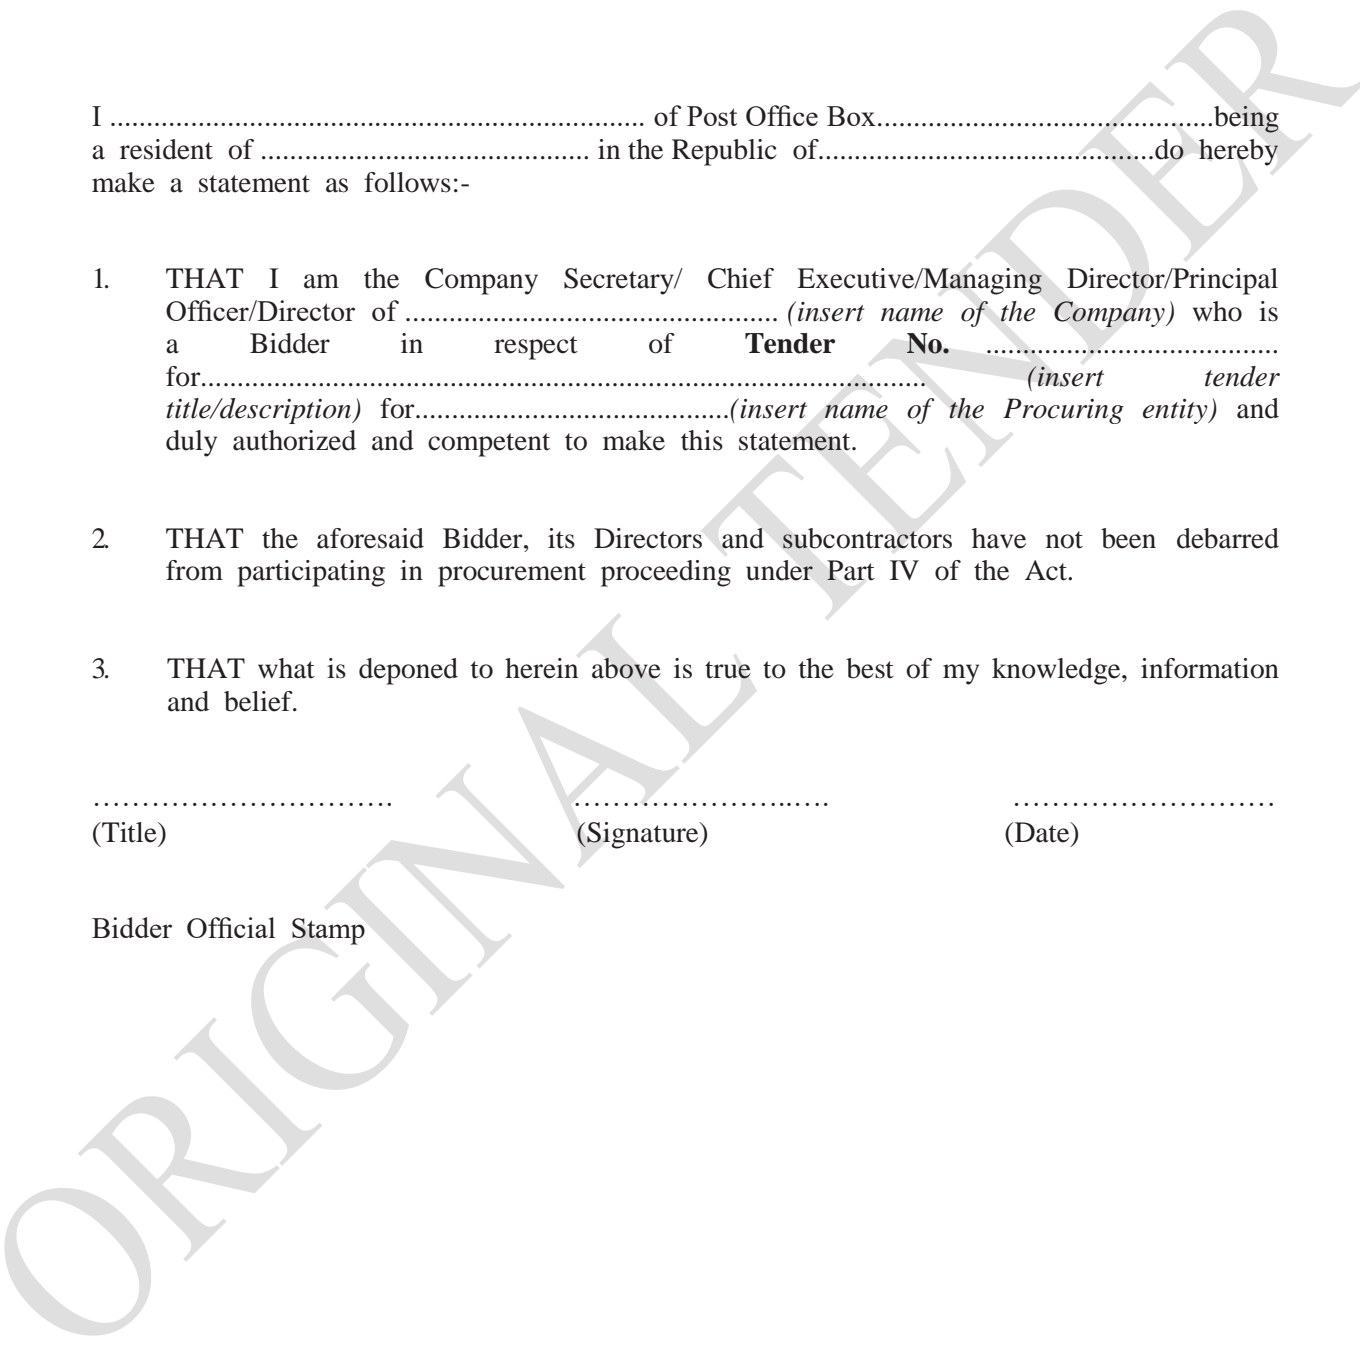 I ......................................................................... of Post Office Box..............................................being
a resident of ............................................. in the Republic of..............................................do hereby
make a statement as follows:-
1. THAT I am the Company Secretary/ Chief Executive/Managing Director/Principal
Officer/Director of ................................................... (insert name of the Company) who is
a Bidder in respect of Tender No. ........................................
for................................................................................................... (insert tender
title/description) for...........................................(insert name of the Procuring entity) and
duly authorized and competent to make this statement.
2. THAT the aforesaid Bidder, its Directors and subcontractors have not been debarred
from participating in procurement proceeding under Part IV of the Act.
3. THAT what is deponed to herein above is true to the best of my knowledge, information
and belief.
…………………………. …………………..…. ………………………
(Title) (Signature) (Date)
Bidder Official Stamp
ORIGINAL TENDER